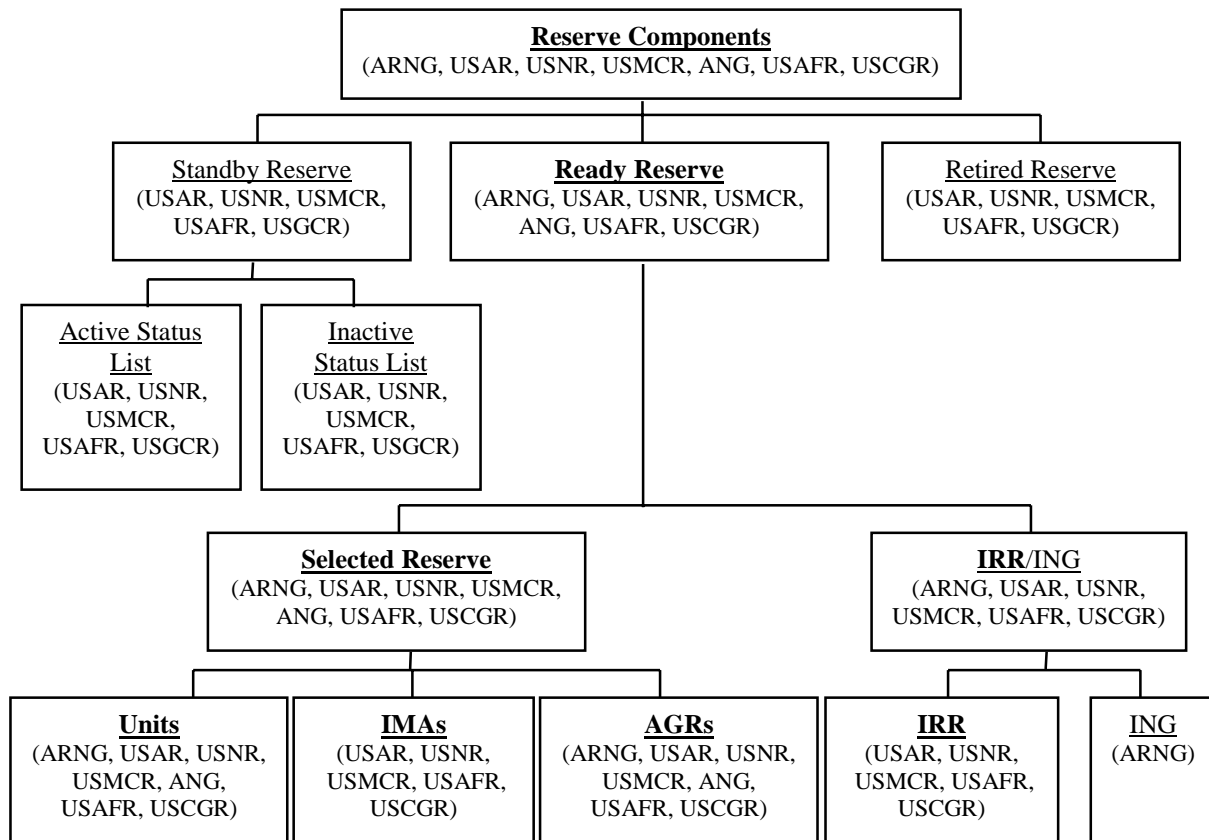 Reserve Components
(ARNG, USAR, USNR, USMCR, ANG, USAFR, USCGR)
Standby Reserve
(USAR, USNR, USMCR,
USAFR, USGCR)
Ready Reserve
(ARNG, USAR, USNR, USMCR,
ANG, USAFR, USCGR)
Retired Reserve
(USAR, USNR, USMCR,
USAFR, USGCR)
Active Status
List
(USAR, USNR,
USMCR,
USAFR, USGCR)
Inactive
Status List
(USAR, USNR,
USMCR,
USAFR, USGCR)
Selected Reserve
(ARNG, USAR, USNR, USMCR,
ANG, USAFR, USCGR)
IRR/ING
(ARNG, USAR, USNR,
USMCR, USAFR, USCGR)
Units
(ARNG, USAR, USNR,
USMCR, ANG,
USAFR, USCGR)
IMAs
(USAR, USNR,
USMCR, USAFR,
USCGR)
AGRs
(ARNG, USAR, USNR,
USMCR, ANG,
USAFR, USCGR)
IRR
(USAR, USNR,
USMCR, USAFR,
USCGR)
ING
(ARNG)